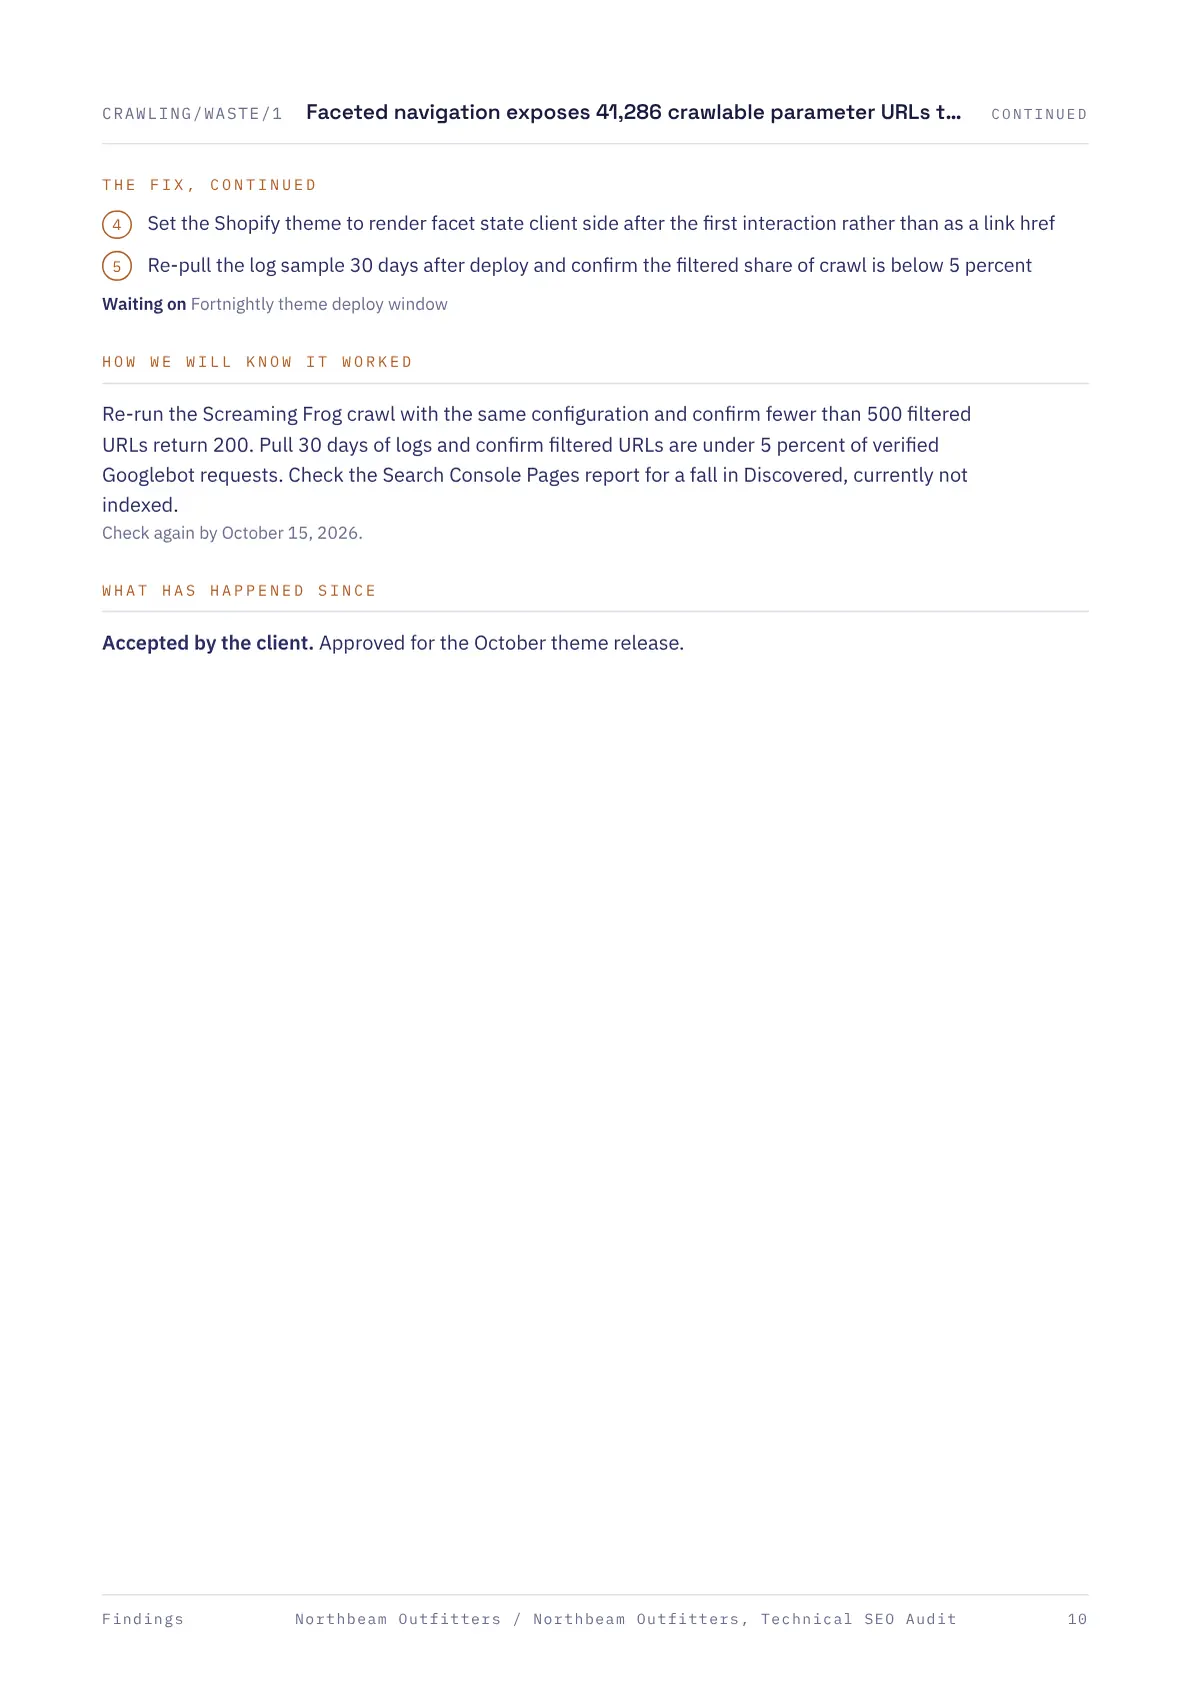 CRAWLING/WASTE/1 Faceted navigation exposes 41,286 crawlable parameter URLs t… CONTINUED
THE FIX, CONTINUED
4 Set the Shopify theme to render facet state client side after the first interaction rather than as a link href
5 Re-pull the log sample 30 days after deploy and confirm the filtered share of crawl is below 5 percent
Waiting on Fortnightly theme deploy window
HOW WE WILL KNOW IT WORKED
Re-run the Screaming Frog crawl with the same configuration and confirm fewer than 500 filtered
URLs return 200. Pull 30 days of logs and confirm filtered URLs are under 5 percent of verified
Googlebot requests. Check the Search Console Pages report for a fall in Discovered, currently not
indexed.
Check again by October 15, 2026.
WHAT HAS HAPPENED SINCE
Accepted by the client. Approved for the October theme release.
Findings Northbeam Outfitters / Northbeam Outfitters, Technical SEO Audit 10